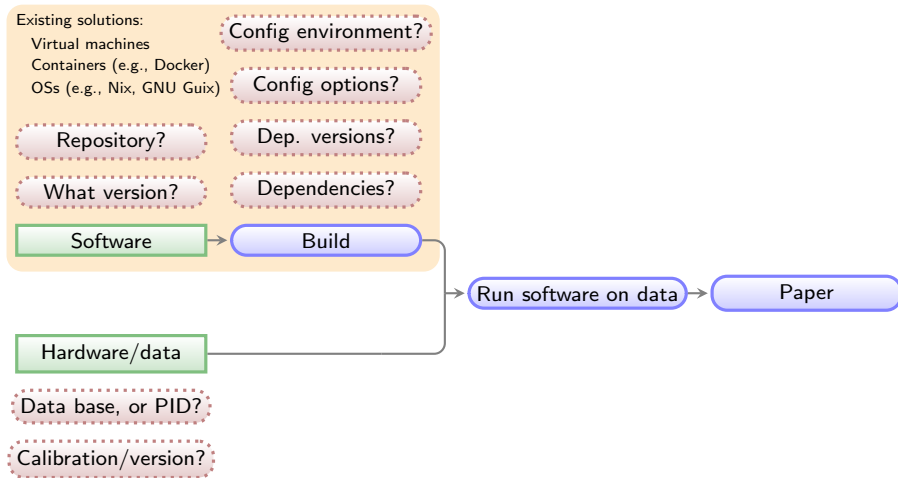 Existing solutions:
Virtual machines
Containers (e.g., Docker)
OSs (e.g., Nix, GNU Guix)
Config environment?
Config options?
Repository?
Dep. versions?
What version?
Dependencies?
Software
Build
Run software on data
Paper
Hardware/data
Data base, or PID?
Calibration/version?